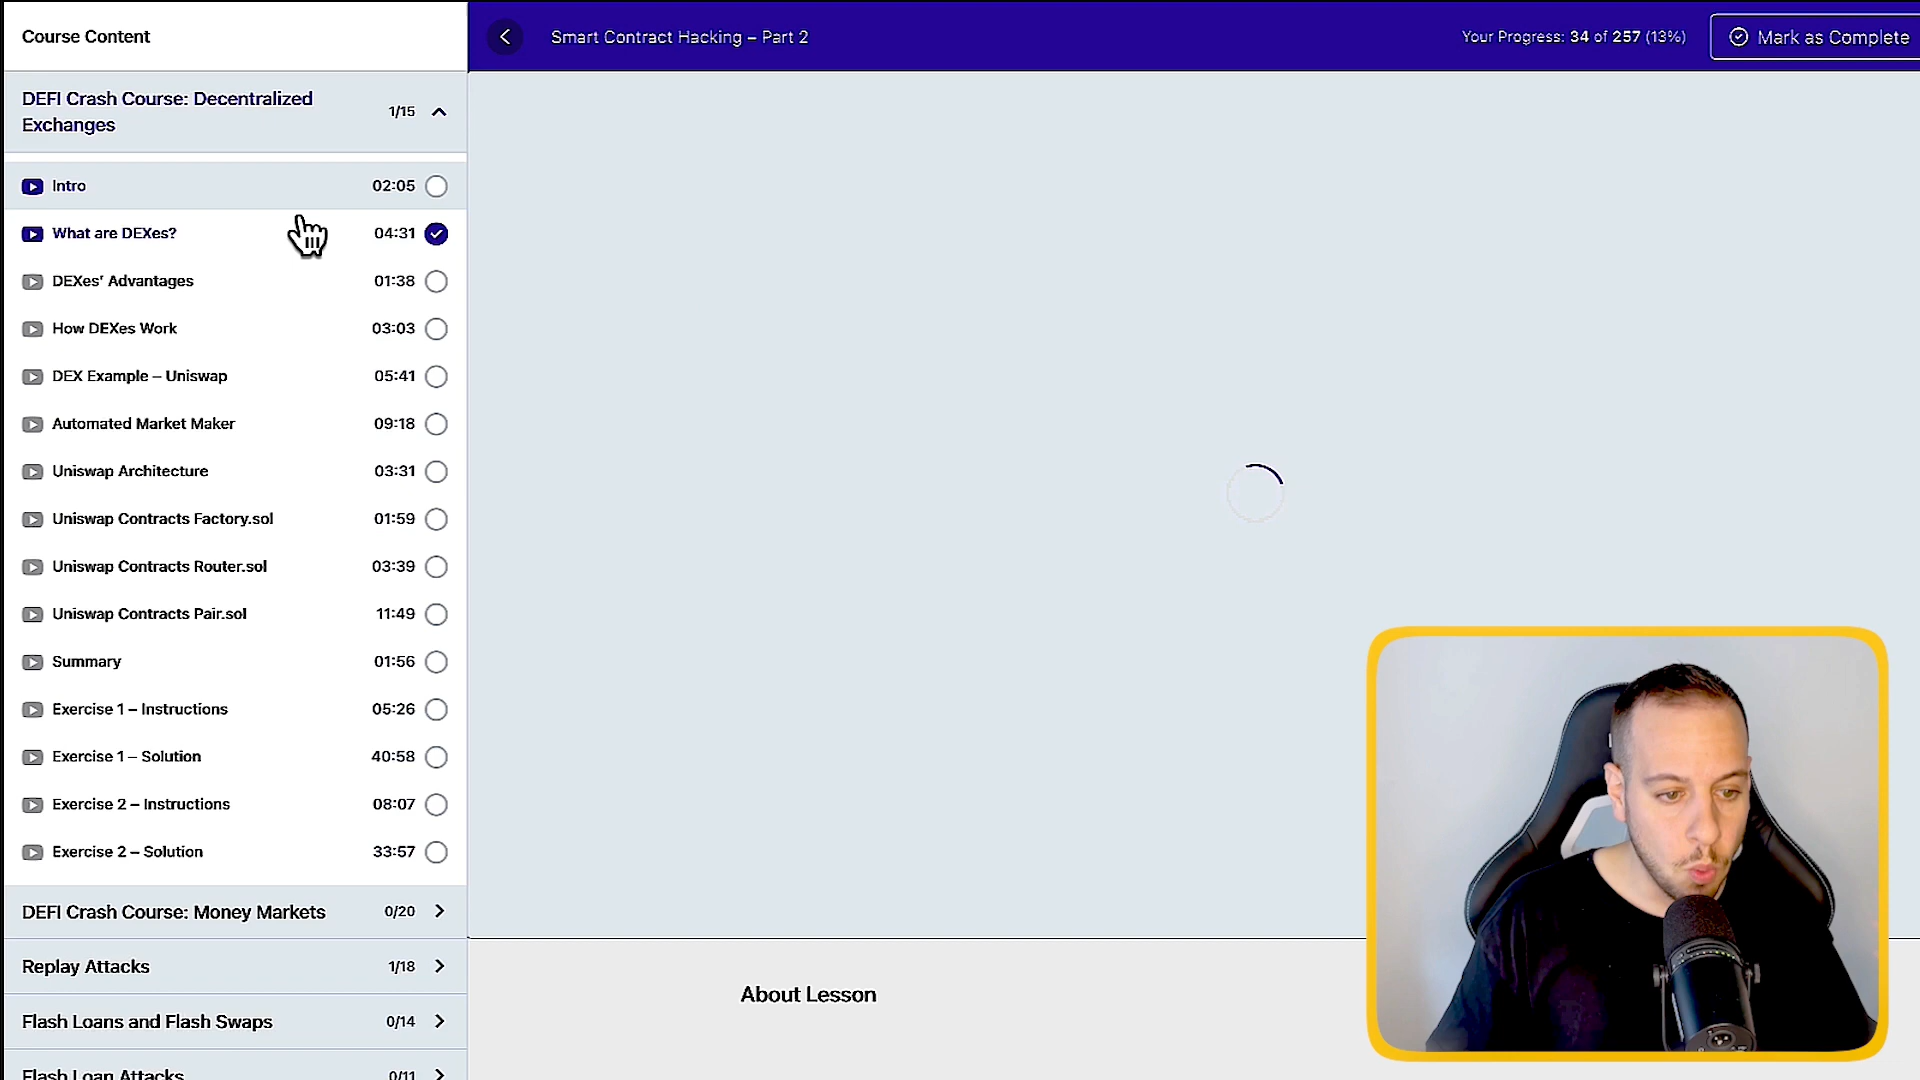 Course Content
Smart Contract Hacking – Part 2
Your Progress: 34 of 257 (13%)
Mark as Complete
DEFI Crash Course: Decentralized
Exchanges
1/15
Intro 02:05
What are DEXes? 04:31
DEXes' Advantages 01:38
How DEXes Work 03:03
DEX Example – Uniswap 05:41
Automated Market Maker 09:18
Uniswap Architecture 03:31
Uniswap Contracts Factory.sol 01:59
Uniswap Contracts Router.sol 03:39
Uniswap Contracts Pair.sol 11:49
Summary 01:56
Exercise 1 – Instructions 05:26
Exercise 1 – Solution 40:58
Exercise 2 – Instructions 08:07
Exercise 2 – Solution 33:57
DEFI Crash Course: Money Markets 0/20
Replay Attacks 1/18
Flash Loans and Flash Swaps 0/14
Flash Loan Attacks 0/11
About Lesson